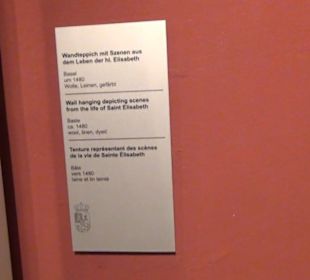 Wandteppich mit Szenen aus
dem Leben der hl. Elisabeth
Basel
um 1480
Wolle, Leinen, gefärbt
Wall hanging depicting scenes
from the life of Saint Elisabeth
Basle
ca. 1480
wool, linen, dyed
Tenture représentant des scènes
de la vie de Sainte Élisabeth
Bâle
vers 1480
laine et lin teinté